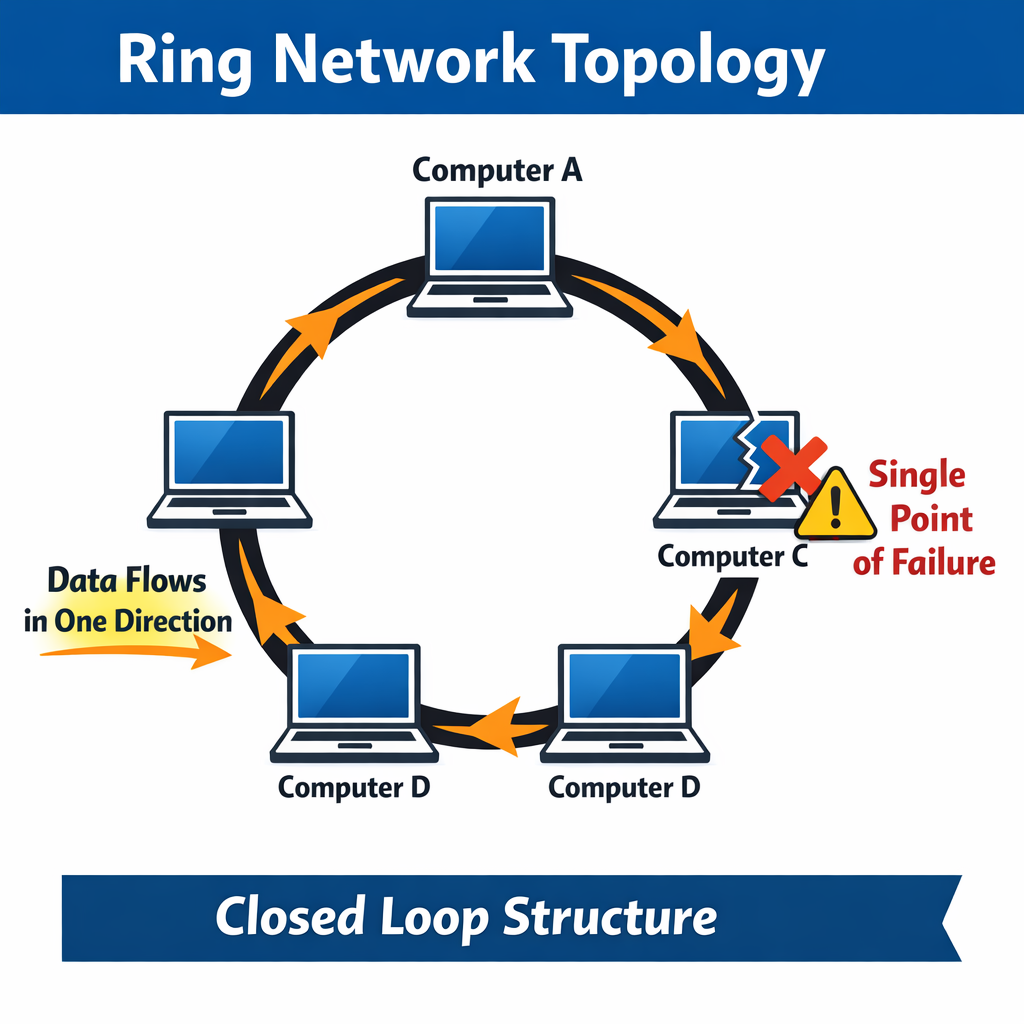 Ring Network Topology
Computer A
Single
Point
of Failure
Computer C
Data Flows
in One Direction
Computer D
Computer D
Closed Loop Structure